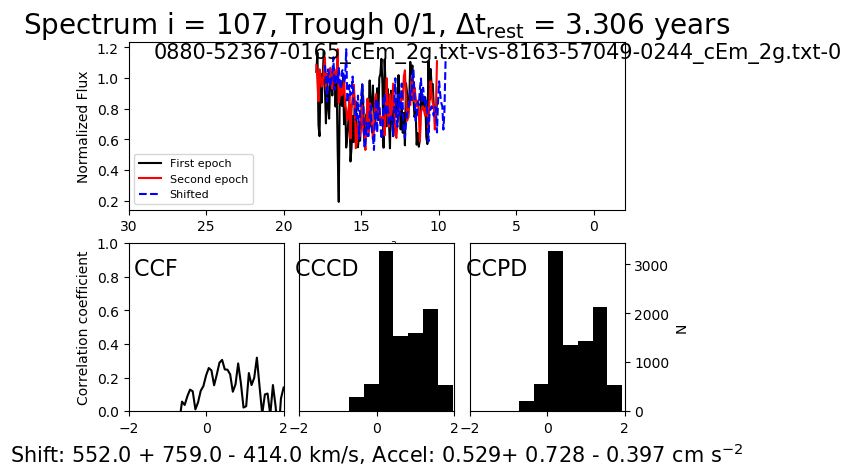 Spectrum i = 107, Trough 0/1, Δt_rest = 3.306 years
0880-52367-0165_cEm_2g.txt-vs-8163-57049-0244_cEm_2g.txt-0
Normalized Flux
1.2
1.0
0.8
0.6
0.4
0.2
First epoch
Second epoch
Shifted
30 25 20 15 10 5 0
Correlation coefficient
1.0
0.8
0.6
0.4
0.2
0.0
CCF
CCCD
CCPD
3000
2000
1000
0
N
−2 0 2
−2 0 2
−2 0 2
Shift: 552.0 + 759.0 - 414.0 km/s, Accel: 0.529+ 0.728 - 0.397 cm s⁻²